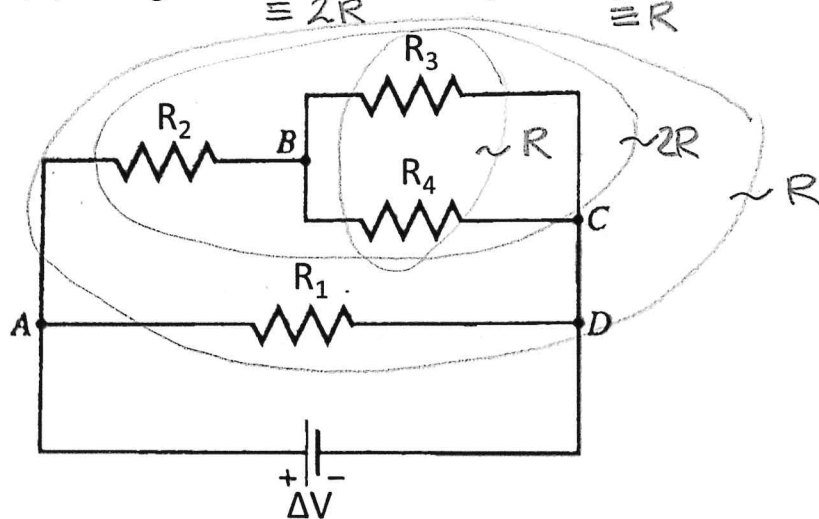 ≡ 2R
≡ R
R₃
R₂
B
~ R
~2R
R₄
~ R
C
R₁
A
D
+ -
ΔV